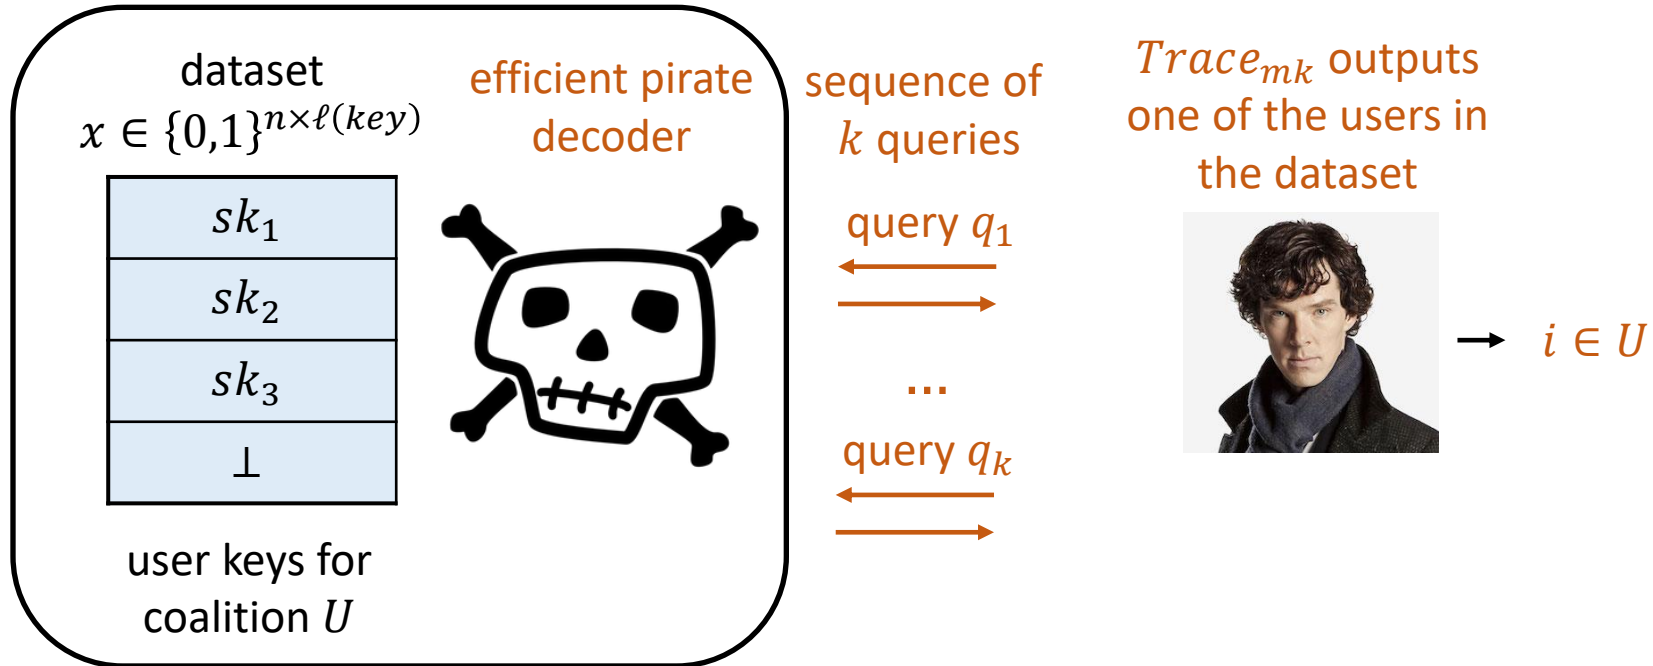 dataset
x ∈ {0,1}^{n×ℓ(key)}
sk_1
sk_2
sk_3
⊥
user keys for
coalition U
efficient pirate
decoder
sequence of
k queries
query q_1
...
query q_k
Trace_{mk} outputs
one of the users in
the dataset
i ∈ U